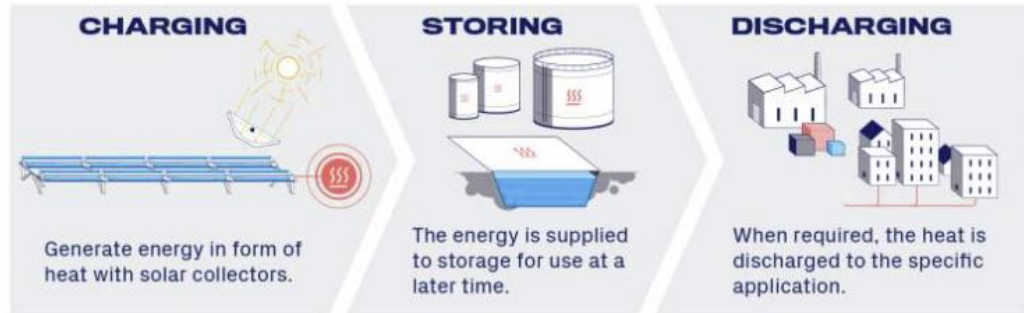 CHARGING
Generate energy in form of
heat with solar collectors.
STORING
The energy is supplied
to storage for use at a
later time.
DISCHARGING
When required, the heat is
discharged to the specific
application.